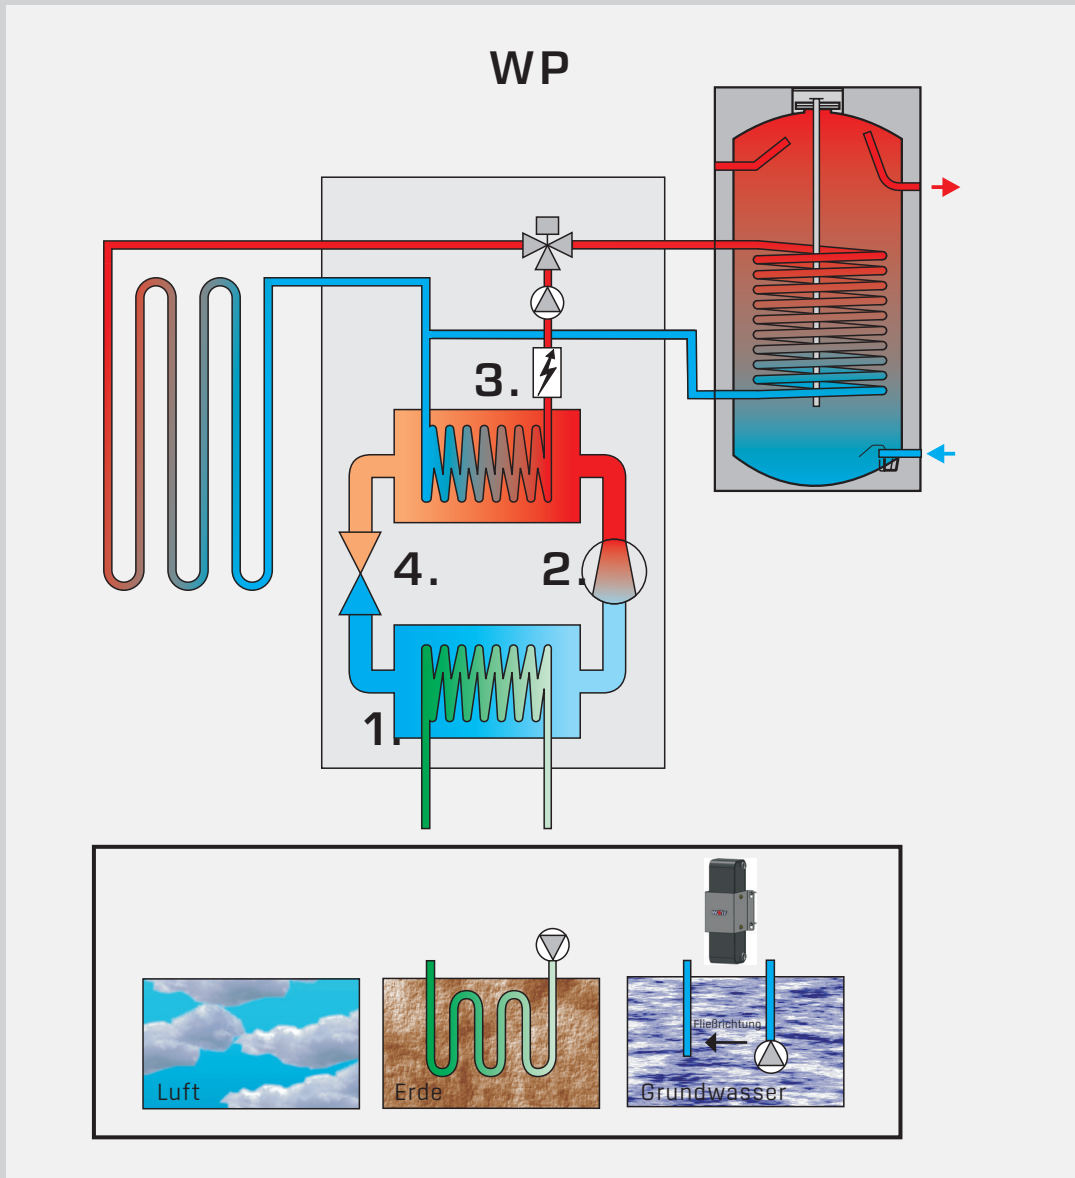 WP
3.
4.
2.
1.
Fließrichtung
Luft
Erde
Grundwasser